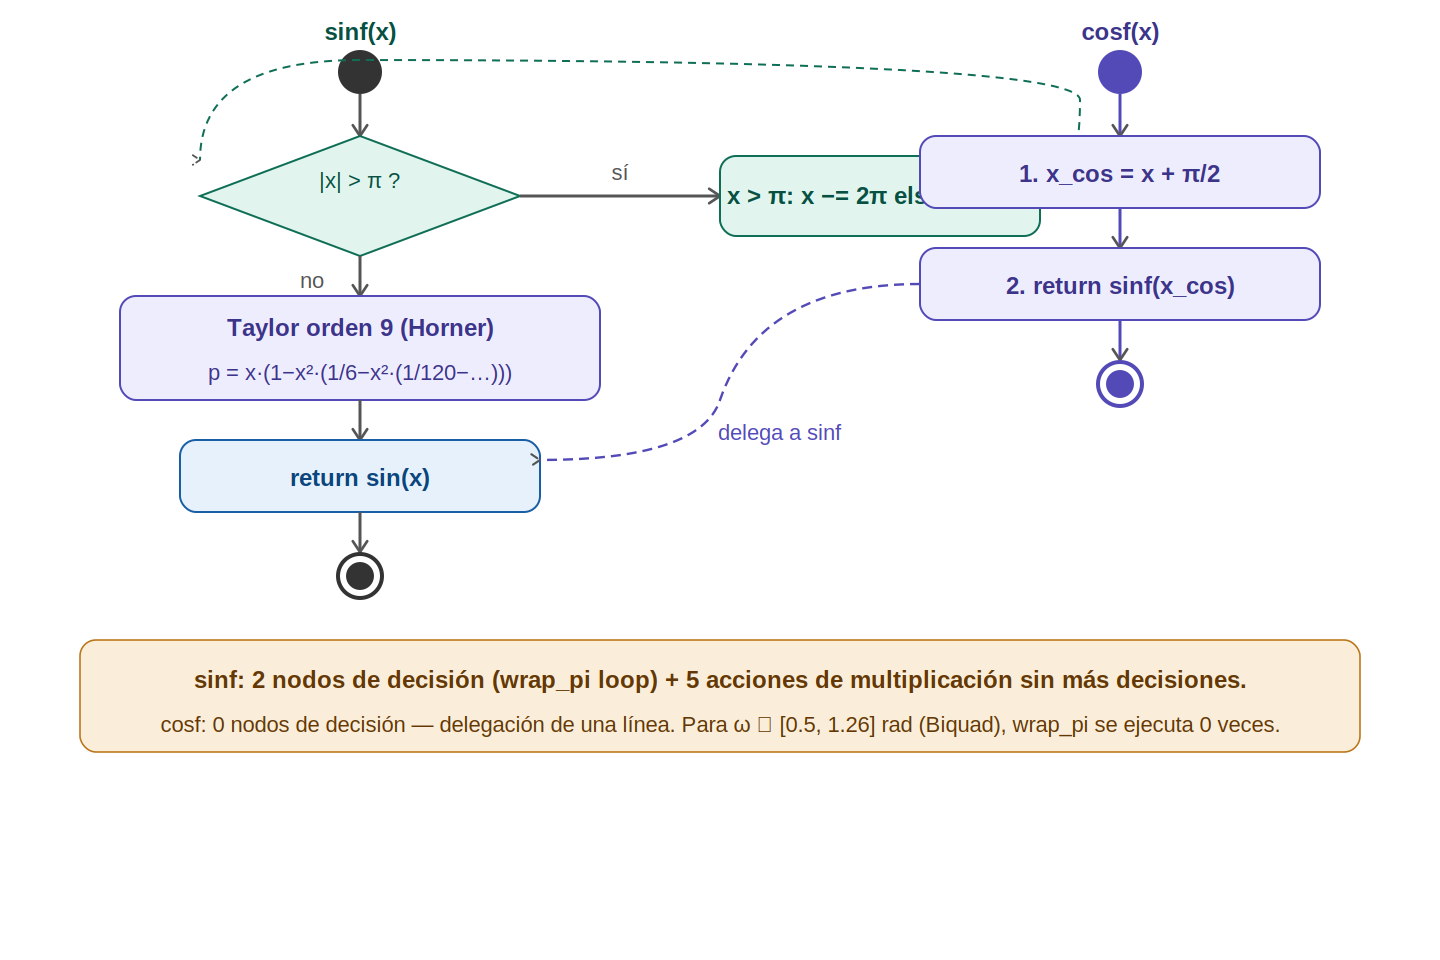 sinf(x)
cosf(x)
|x| > π ?
sí
x > π: x −= 2π els
1. x_cos = x + π/2
no
2. return sinf(x_cos)
Taylor orden 9 (Horner)
p = x·(1−x²·(1/6−x²·(1/120−…)))
delega a sinf
return sin(x)
sinf: 2 nodos de decisión (wrap_pi loop) + 5 acciones de multiplicación sin más decisiones.
cosf: 0 nodos de decisión — delegación de una línea. Para ω □ [0.5, 1.26] rad (Biquad), wrap_pi se ejecuta 0 veces.